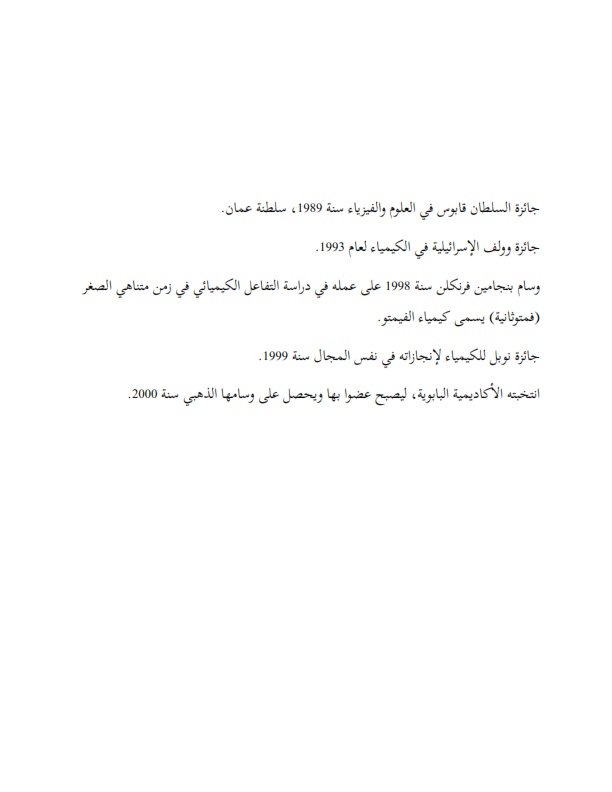 جائزة السلطان قابوس في العلوم والفيزياء سنة 1989، سلطنة عمان.
جائزة وولف الإسرائيلية في الكيمياء لعام 1993.
وسام بنجامين فرنكلن سنة 1998 على عمله في دراسة التفاعل الكيميائي في زمن متناهي الصغر
(فمتوثانية) يسمى كيمياء الفيمتو.
جائزة نوبل للكيمياء لإنجازاته في نفس المجال سنة 1999.
انتخبته الأكاديمية البابوية، ليصبح عضوا بها ويحصل على وسامها الذهبي سنة 2000.